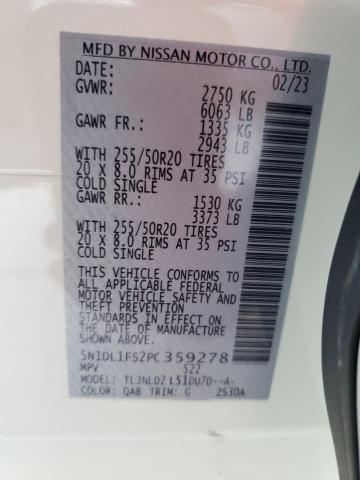 MFD BY NISSAN MOTOR CO., LTD.
DATE: 02/23
GVWR: 2750 KG
6063 LB
GAWR FR.: 1335 KG
2943 LB
WITH 255/50R20 TIRES
20 X 8.0 RIMS AT 35 PSI
COLD SINGLE
GAWR RR.: 1530 KG
3373 LB
WITH 255/50R20 TIRES
20 X 8.0 RIMS AT 35 PSI
COLD SINGLE
THIS VEHICLE CONFORMS TO
ALL APPLICABLE FEDERAL
MOTOR VEHICLE SAFETY AND
THEFT PREVENTION
STANDARDS IN EFFECT ON
THE DATE OF MANUFACTURE
SHOWN ABOVE.
5N1DL1FS2PC359278
MPV 522
MODEL: TLJNLD2 L51DU7D--A-
COLOR: QAB TRIM: G ZS30A